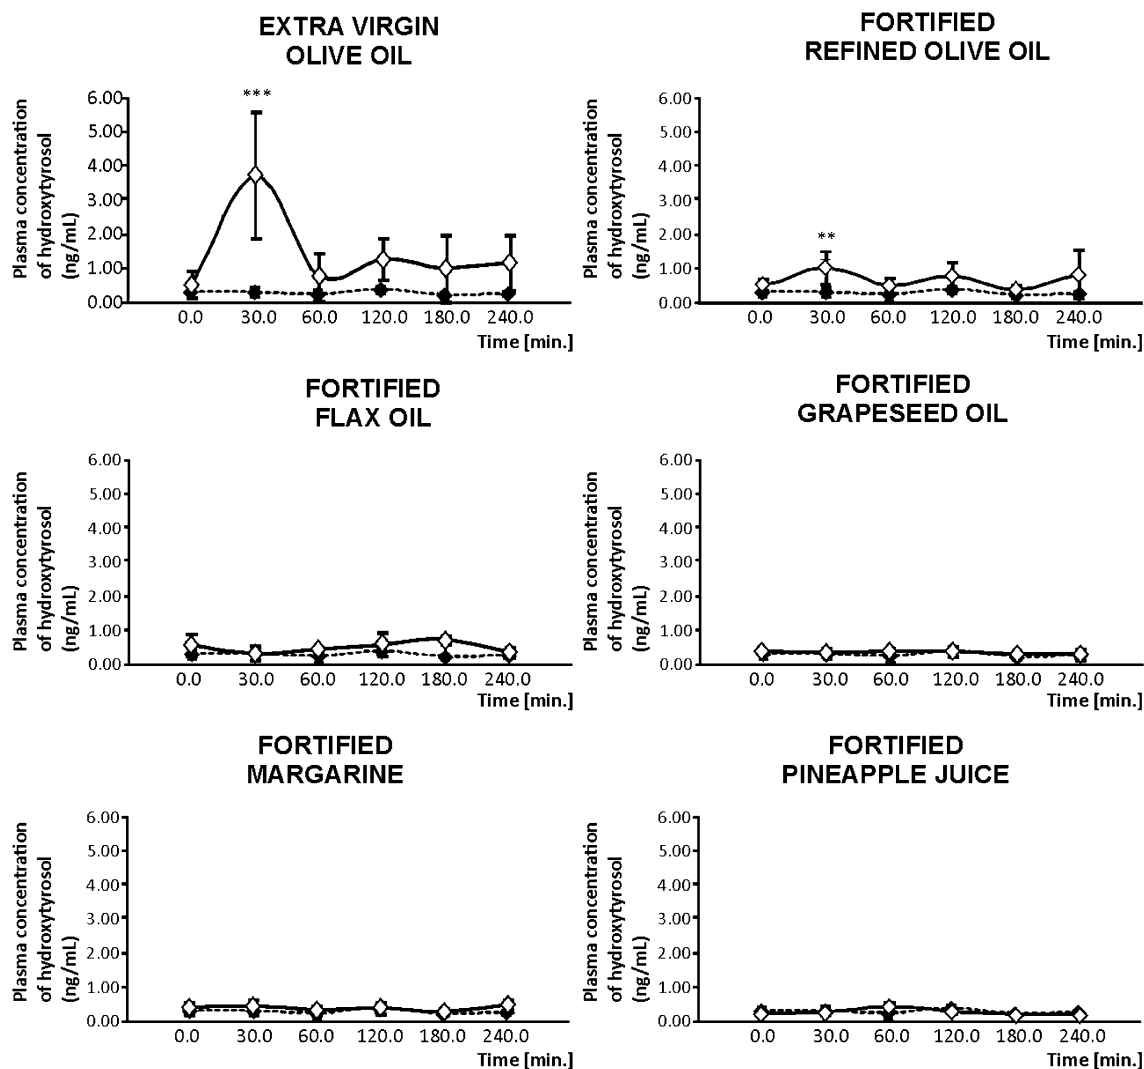 EXTRA VIRGIN
OLIVE OIL
Plasma concentration
of hydroxytyrosol
(ng/mL)
***
6.00
5.00
4.00
3.00
2.00
1.00
0.00
0.0 30.0 60.0 120.0 180.0 240.0
Time [min.]
FORTIFIED
REFINED OLIVE OIL
Plasma concentration
of hydroxytyrosol
(ng/mL)
6.00
5.00
4.00
3.00
2.00
**
1.00
0.00
0.0 30.0 60.0 120.0 180.0 240.0
Time [min.]
FORTIFIED
FLAX OIL
Plasma concentration
of hydroxytyrosol
(ng/mL)
6.00
5.00
4.00
3.00
2.00
1.00
0.00
0.0 30.0 60.0 120.0 180.0 240.0
Time [min.]
FORTIFIED
GRAPESEED OIL
Plasma concentration
of hydroxytyrosol
(ng/mL)
6.00
5.00
4.00
3.00
2.00
1.00
0.00
0.0 30.0 60.0 120.0 180.0 240.0
Time [min.]
FORTIFIED
MARGARINE
Plasma concentration
of hydroxytyrosol
(ng/mL)
6.00
5.00
4.00
3.00
2.00
1.00
0.00
0.0 30.0 60.0 120.0 180.0 240.0
Time [min.]
FORTIFIED
PINEAPPLE JUICE
Plasma concentration
of hydroxytyrosol
(ng/mL)
6.00
5.00
4.00
3.00
2.00
1.00
0.00
0.0 30.0 60.0 120.0 180.0 240.0
Time [min.]